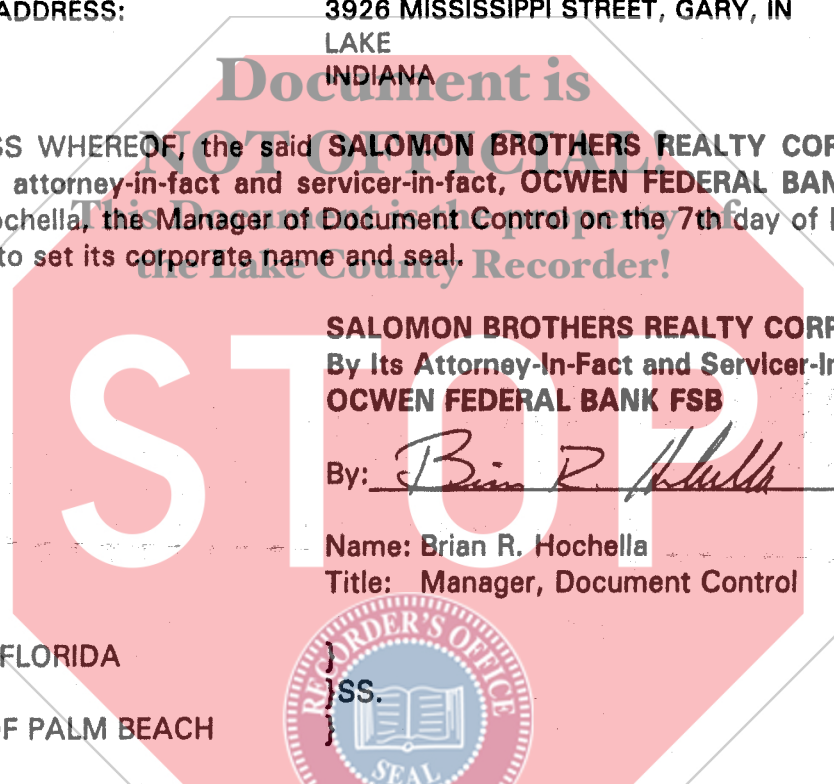 ADDRESS: 3926 MISSISSIPPI STREET, GARY, IN
LAKE
INDIANA
Document is
NOT OFFICIAL!
This Document is the property of
the Lake County Recorder!
SS WHEREOF, the said SALOMON BROTHERS REALTY COR
attorney-in-fact and servicer-in-fact, OCWEN FEDERAL BAN
ochella, the Manager of Document Control on the 7th day of
to set its corporate name and seal.
STOP
SALOMON BROTHERS REALTY CORP
By Its Attorney-In-Fact and Servicer-In
OCWEN FEDERAL BANK FSB
By: Brian R. Hochella
Name: Brian R. Hochella
Title: Manager, Document Control
FLORIDA }
}SS.
OF PALM BEACH }
RECORDER'S OFFICE
SEAL